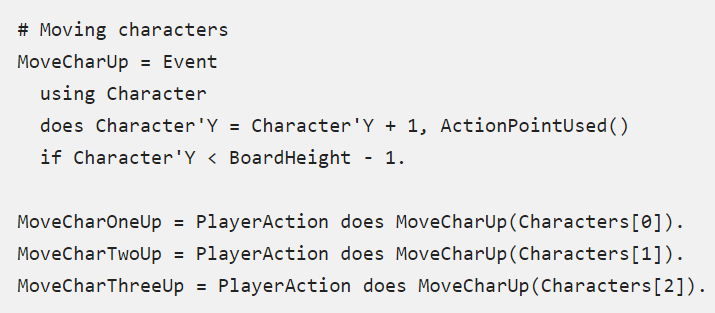 # Moving characters
MoveCharUp = Event
  using Character
  does Character'Y = Character'Y + 1, ActionPointUsed()
  if Character'Y < BoardHeight - 1.

MoveCharOneUp = PlayerAction does MoveCharUp(Characters[0]).
MoveCharTwoUp = PlayerAction does MoveCharUp(Characters[1]).
MoveCharThreeUp = PlayerAction does MoveCharUp(Characters[2]).